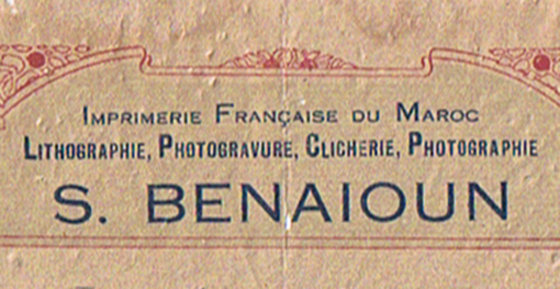 Imprimerie Française du Maroc
Lithographie, Photogravure, Clicherie, Photographie
S. BENAIOUN